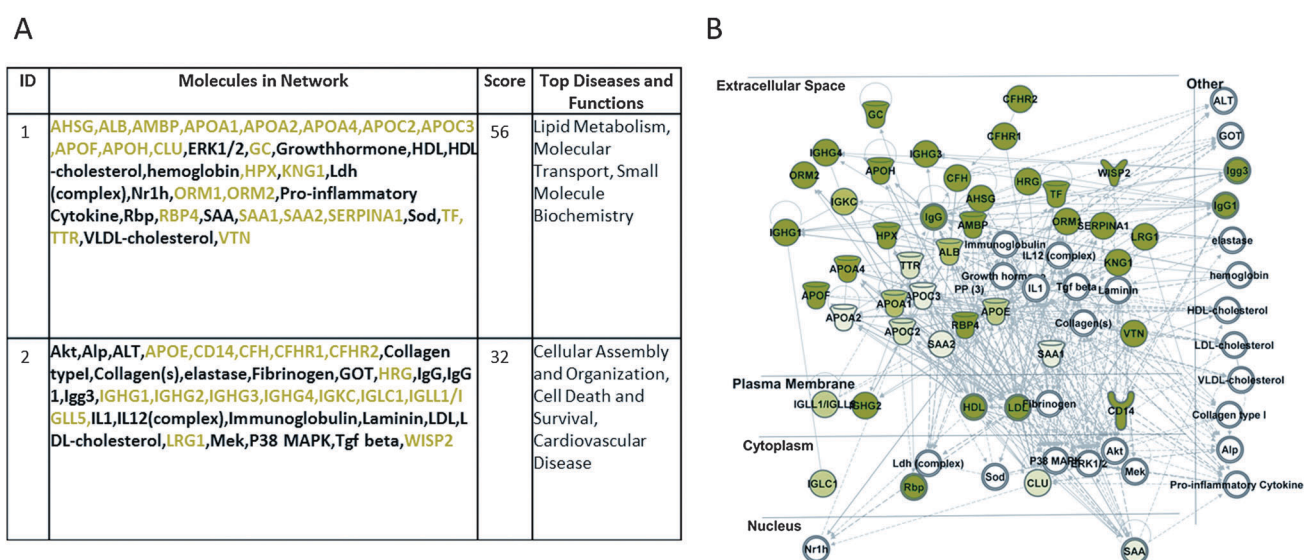 A
B
ID Molecules in Network Score Top Diseases and
Functions
1 AHSG,ALB,AMBP,APOA1,APOA2,APOA4,APOC2,APOC3 56 Lipid Metabolism,
,APOF,APOH,CLU,ERK1/2,GC,Growthhormone,HDL,HDL Molecular
-cholesterol,hemoglobin,HPX,KNG1,Ldh Transport, Small
(complex),Nr1h,ORM1,ORM2,Pro-inflammatory Molecule
Cytokine,Rbp,RBP4,SAA,SAA1,SAA2,SERPINA1,Sod,TF, Biochemistry
TTR,VLDL-cholesterol,VTN
2 Akt,Alp,ALT,APOE,CD14,CFH,CFHR1,CFHR2,Collagen 32 Cellular Assembly
typeI,Collagen(s),elastase,Fibrinogen,GOT,HRG,IgG,IgG and Organization,
1,Igg3,IGHG1,IGHG2,IGHG3,IGHG4,IGKC,IGLC1,IGLL1/I Cell Death and
GLL5,IL1,IL12(complex),Immunoglobulin,Laminin,LDL,L Survival,
DL-cholesterol,LRG1,Mek,P38 MAPK,Tgf beta,WISP2 Cardiovascular
Disease
Extracellular Space
Other
CFHR2
ALT
GC
CFHR1
GOT
IGHG4
IGHG3
ORM2
APOH
CFH
HRG
WISP2
Igg3
IGKC
AHSG
TF
IgG1
IgG
AMBP
ORM1
SERPINA1
IGHG1
HPX
LRG1
elastase
Immunoglobulin
ALB
IL12 (complex)
TTR
KNG1
APOA4
Growth hormone
hemoglobin
PP (3)
IL1
Tgf beta
Laminin
APOF
APOC3
APOA1
APOE
HDL-cholesterol
APOA2
RBP4
Collagen(s)
APOC2
VTN
SAA2
SAA1
LDL-cholesterol
Plasma Membrane
VLDL-cholesterol
IGLL1/IGLL5
IGHG2
HDL
LDL
Fibrinogen
CD14
Collagen type I
Cytoplasm
Akt
Alp
Ldh (complex)
P38 MAPK
ERK1/2
Mek
Sod
IGLC1
Rbp
CLU
Pro-inflammatory Cytokine
Nucleus
Nr1h
SAA